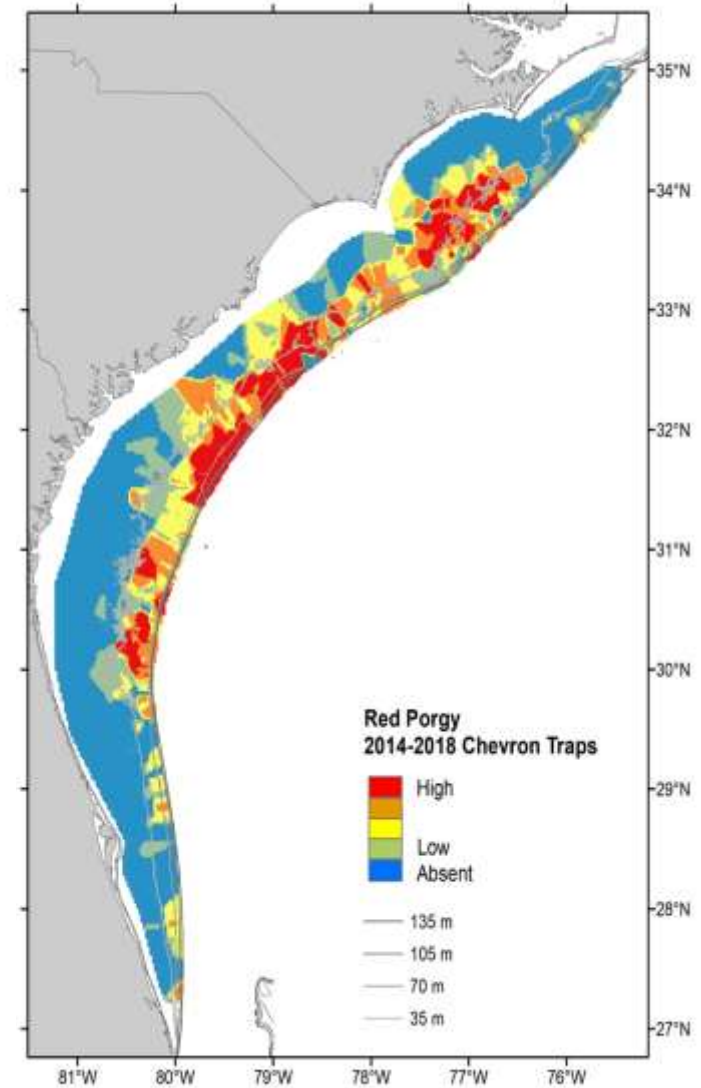 35°N
34°N
33°N
32°N
31°N
30°N
29°N
28°N
27°N
Red Porgy
2014-2018 Chevron Traps
High
Low
Absent
135 m
105 m
70 m
35 m
81°W 80°W 79°W 78°W 77°W 76°W